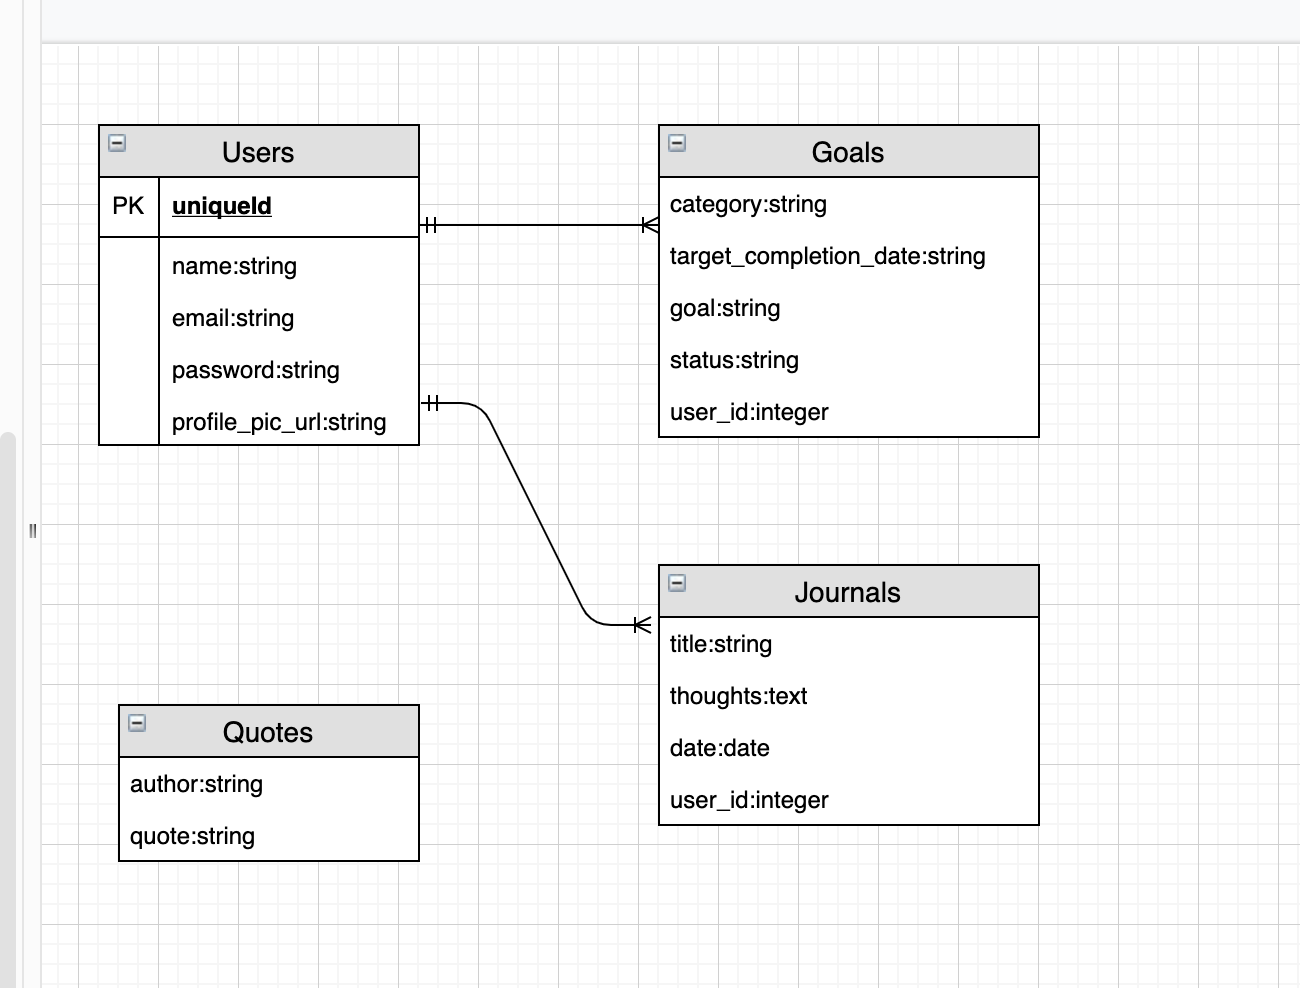 Users
PK uniqueId
name:string
email:string
password:string
profile_pic_url:string
Goals
category:string
target_completion_date:string
goal:string
status:string
user_id:integer
Journals
title:string
thoughts:text
date:date
user_id:integer
Quotes
author:string
quote:string